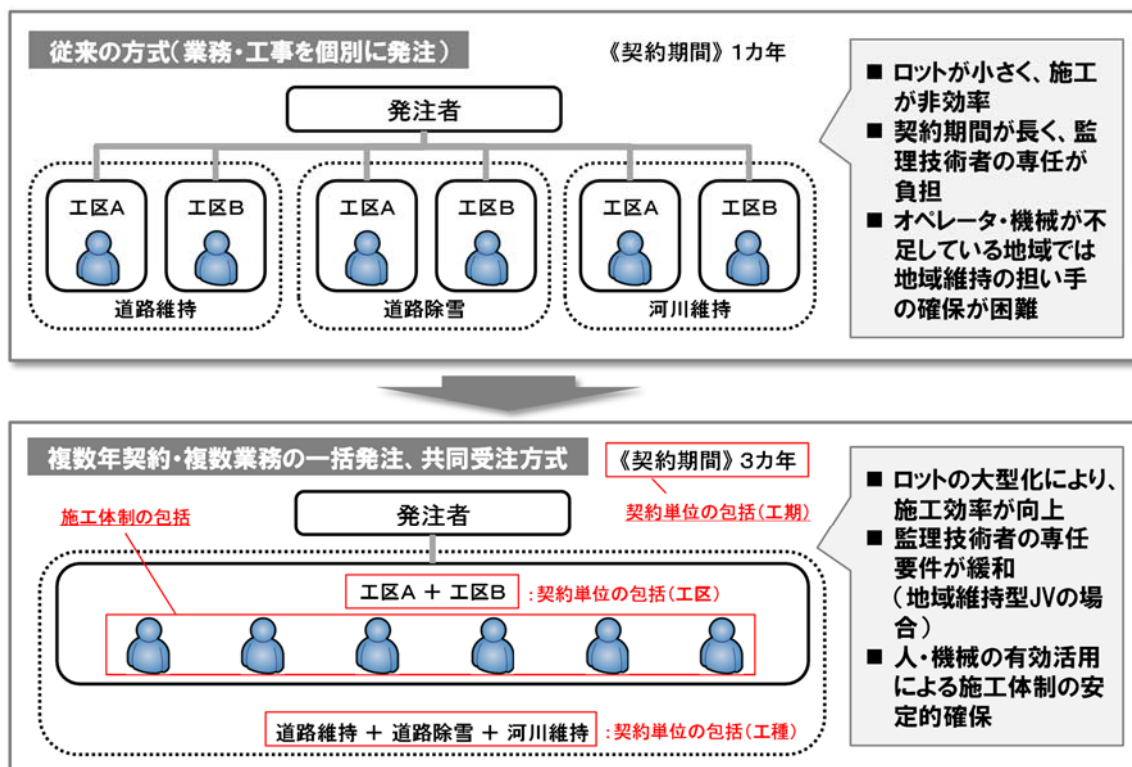 従来の方式(業務・工事を個別に発注)
《契約期間》 1カ年
発注者
工区A
工区B
工区A
工区B
工区A
工区B
道路維持
道路除雪
河川維持
■ ロットが小さく、施工
が非効率
■ 契約期間が長く、監
理技術者の専任が
負担
■ オペレータ・機械が不
足している地域では
地域維持の担い手
の確保が困難
複数年契約・複数業務の一括発注、共同受注方式
《契約期間》 3カ年
施工体制の包括
発注者
契約単位の包括(工期)
工区A + 工区B
:契約単位の包括(工区)
道路維持 + 道路除雪 + 河川維持
:契約単位の包括(工種)
■ ロットの大型化により、
施工効率が向上
■ 監理技術者の専任
要件が緩和
(地域維持型JVの場
合)
■ 人・機械の有効活用
による施工体制の安
定的確保